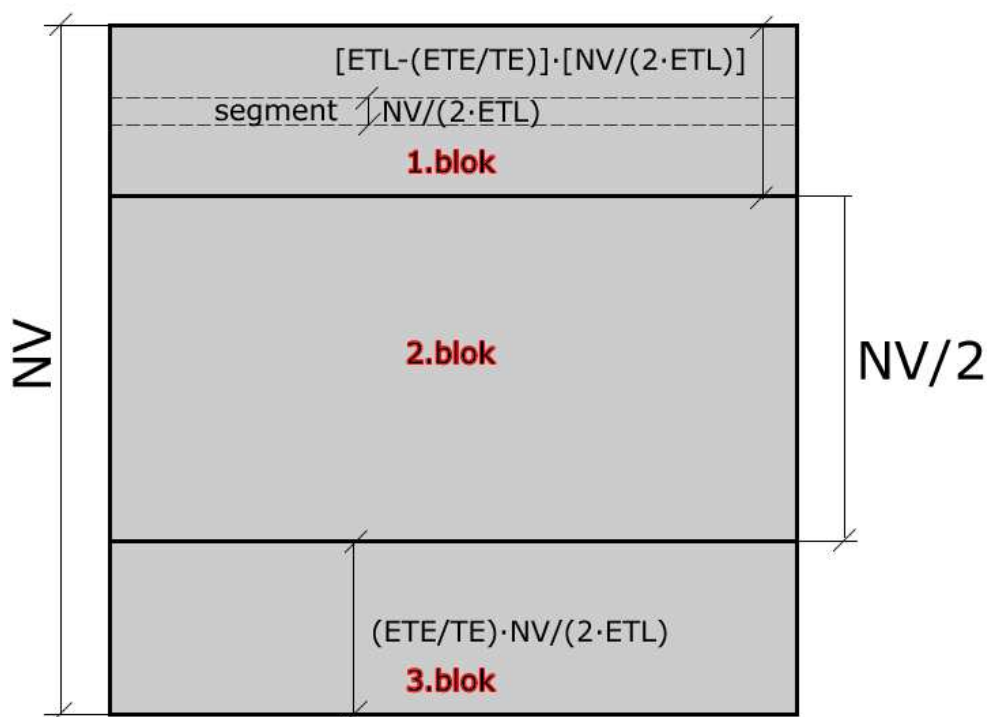 [ETL-(ETE/TE)]·[NV/(2·ETL)]
segment NV/(2·ETL)
1.blok
NV
2.blok
NV/2
(ETE/TE)·NV/(2·ETL)
3.blok